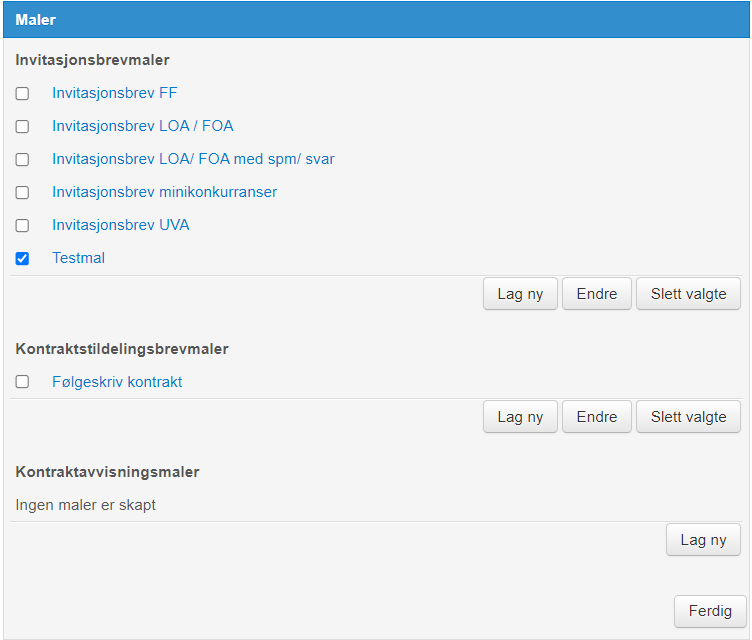 Maler
Invitasjonsbrevmaler
Invitasjonsbrev FF
Invitasjonsbrev LOA / FOA
Invitasjonsbrev LOA/ FOA med spm/ svar
Invitasjonsbrev minikonkurranser
Invitasjonsbrev UVA
Testmal
Lag ny Endre Slett valgte
Kontraktstildelingsbrevmaler
Følgeskriv kontrakt
Lag ny Endre Slett valgte
Kontraktavvisningsmaler
Ingen maler er skapt
Lag ny
Ferdig